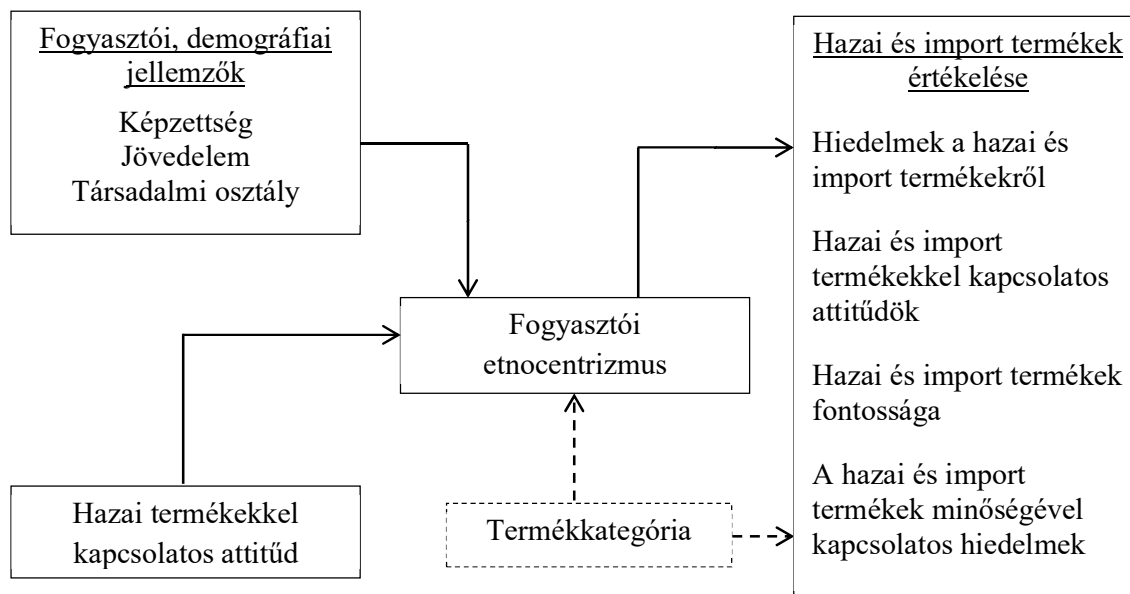 Fogyasztói, demográfiai
jellemzők
Képzettség
Jövedelem
Társadalmi osztály
Fogyasztói
etnocentrizmus
Hazai termékekkel
kapcsolatos attitűd
Termékkategória
Hazai és import termékek
értékelése
Hiedelmek a hazai és
import termékekről
Hazai és import
termékekkel kapcsolatos
attitűdök
Hazai és import termékek
fontossága
A hazai és import
termékek minőségével
kapcsolatos hiedelmek